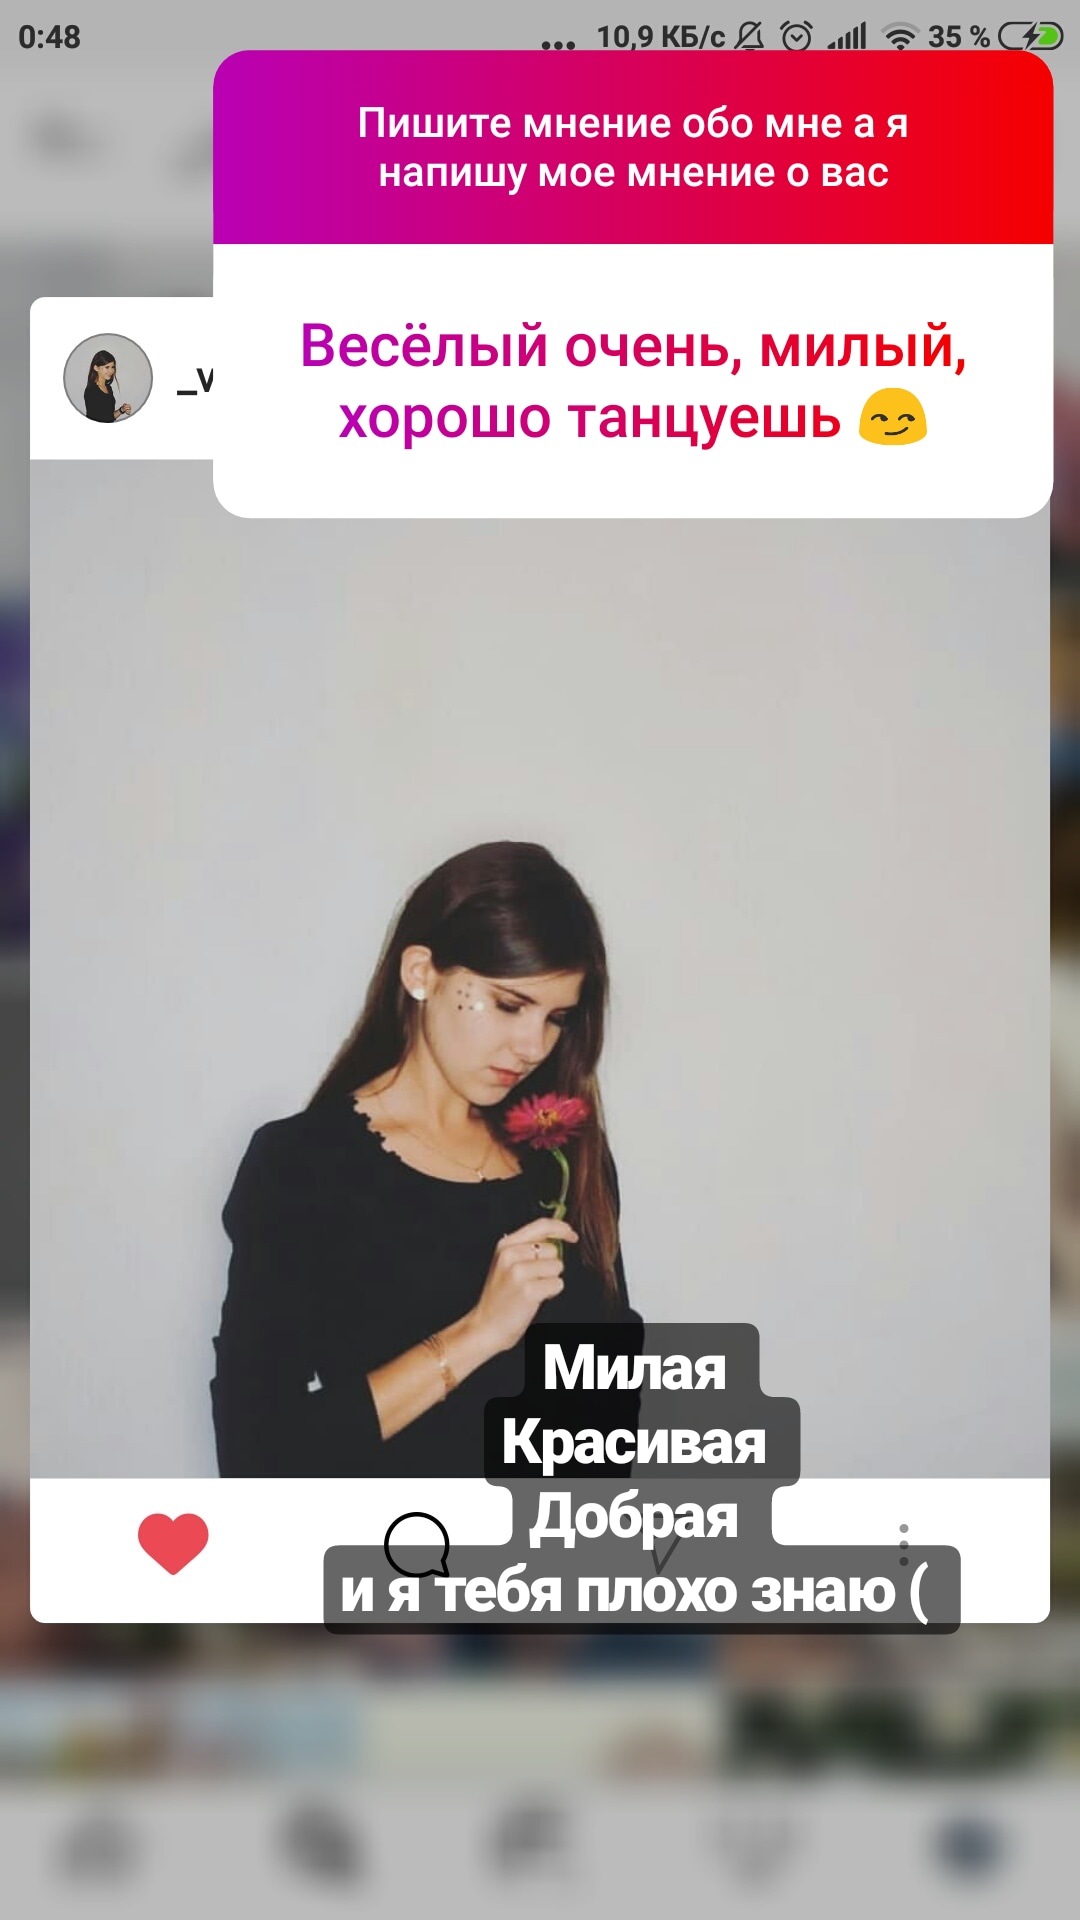 0:48
... 10,9 КБ/с 35 %
Пишите мнение обо мне а я
напишу мое мнение о вас
Весёлый очень, милый,
хорошо танцуешь 😏
_v
Милая
Красивая
Добрая
и я тебя плохо знаю (